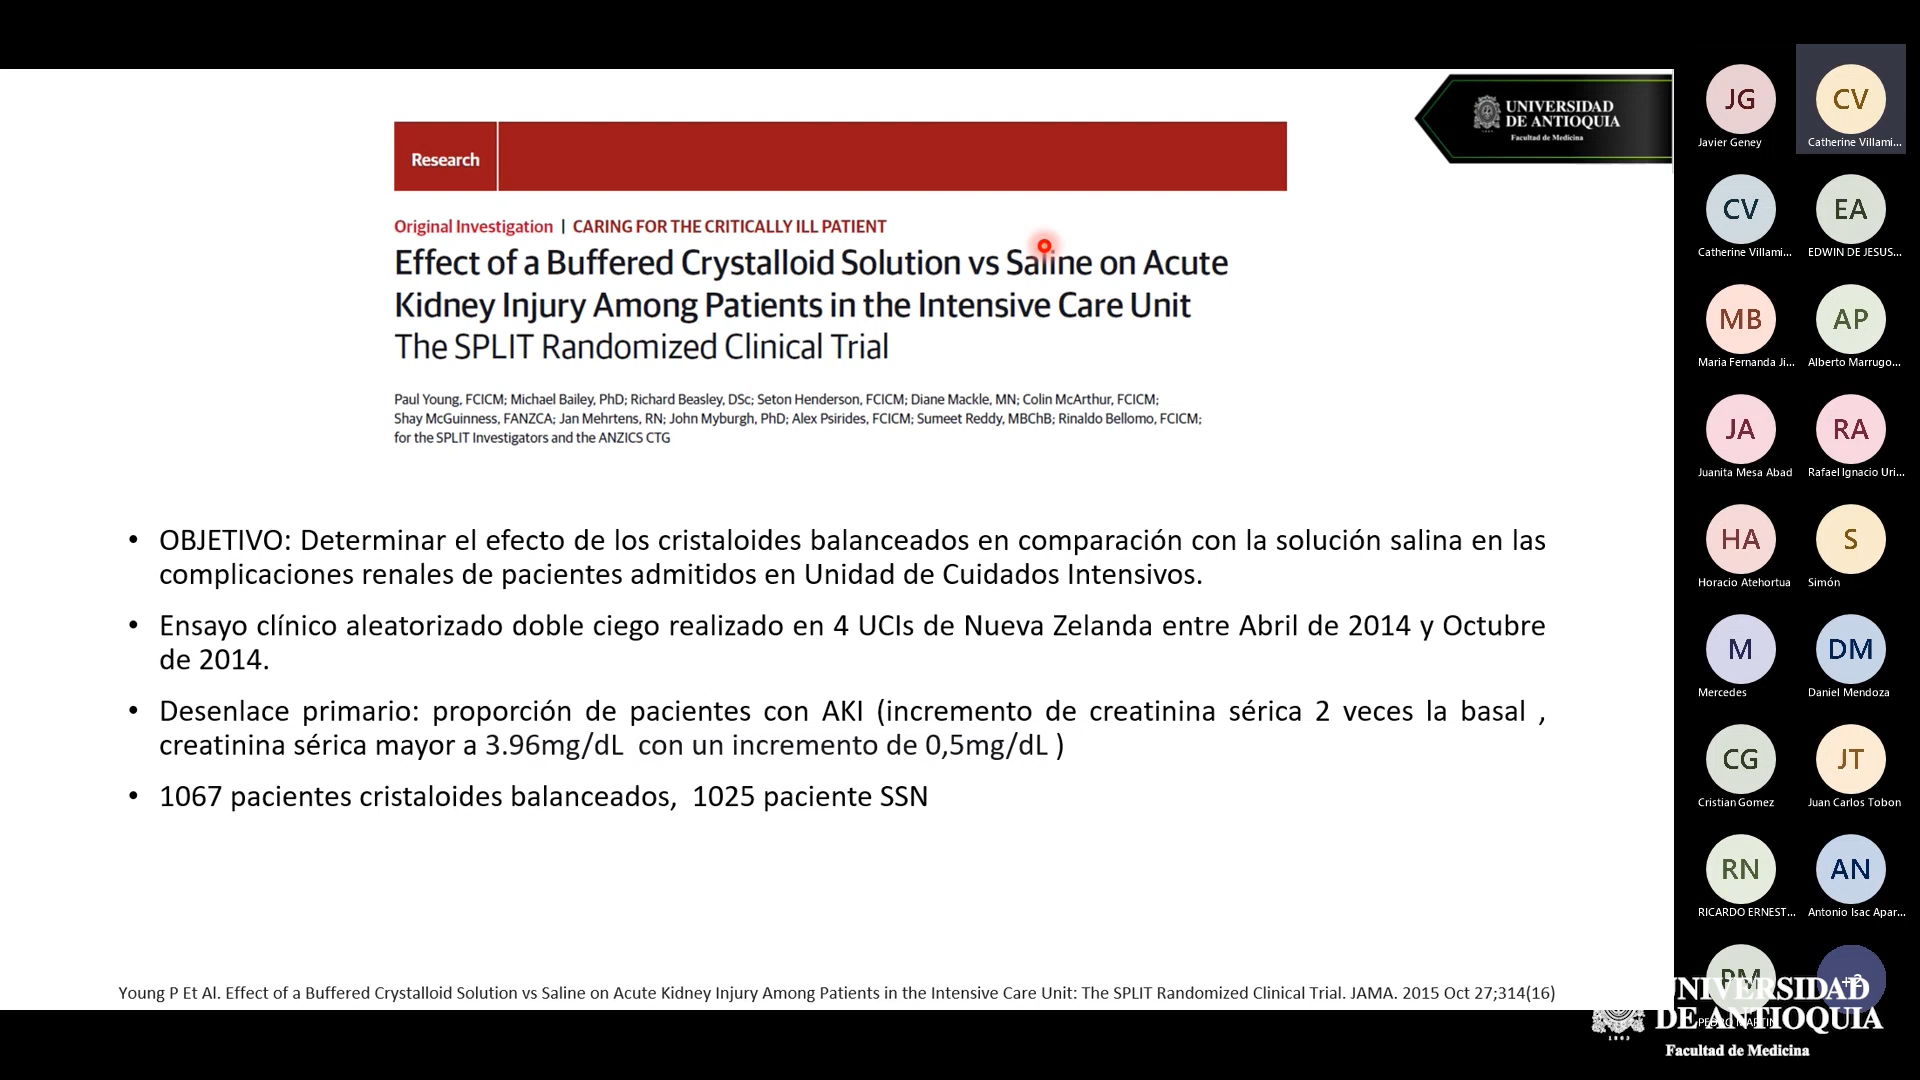 UNIVERSIDAD
DE ANTIOQUIA
Facultad de Medicina
Research
Original Investigation | CARING FOR THE CRITICALLY ILL PATIENT
Effect of a Buffered Crystalloid Solution vs Saline on Acute
Kidney Injury Among Patients in the Intensive Care Unit
The SPLIT Randomized Clinical Trial
Paul Young, FCICM; Michael Bailey, PhD; Richard Beasley, DSc; Seton Henderson, FCICM; Diane Mackle, MN; Colin McArthur, FCICM;
Shay McGuinness, FANZCA; Jan Mehrtens, RN; John Myburgh, PhD; Alex Psirides, FCICM; Sumeet Reddy, MBChB; Rinaldo Bellomo, FCICM;
for the SPLIT Investigators and the ANZICS CTG
• OBJETIVO: Determinar el efecto de los cristaloides balanceados en comparación con la solución salina en las
complicaciones renales de pacientes admitidos en Unidad de Cuidados Intensivos.
• Ensayo clínico aleatorizado doble ciego realizado en 4 UCIs de Nueva Zelanda entre Abril de 2014 y Octubre
de 2014.
• Desenlace primario: proporción de pacientes con AKI (incremento de creatinina sérica 2 veces la basal ,
creatinina sérica mayor a 3.96mg/dL con un incremento de 0,5mg/dL )
• 1067 pacientes cristaloides balanceados, 1025 paciente SSN
Young P Et Al. Effect of a Buffered Crystalloid Solution vs Saline on Acute Kidney Injury Among Patients in the Intensive Care Unit: The SPLIT Randomized Clinical Trial. JAMA. 2015 Oct 27;314(16)
JG CV
Javier Geney Catherine Villami...
CV EA
Catherine Villami... EDWIN DE JESUS...
MB AP
Maria Fernanda Ji... Alberto Marrugo...
JA RA
Juanita Mesa Abad Rafael Ignacio Uri...
HA S
Horacio Atehortua Simón
M DM
Mercedes Daniel Mendoza
CG JT
Cristian Gomez Juan Carlos Tobon
RN AN
RICARDO ERNEST... Antonio Isac Apar...
PM +2
UNIVERSIDAD
DE ANTIOQUIA
1803
Facultad de Medicina